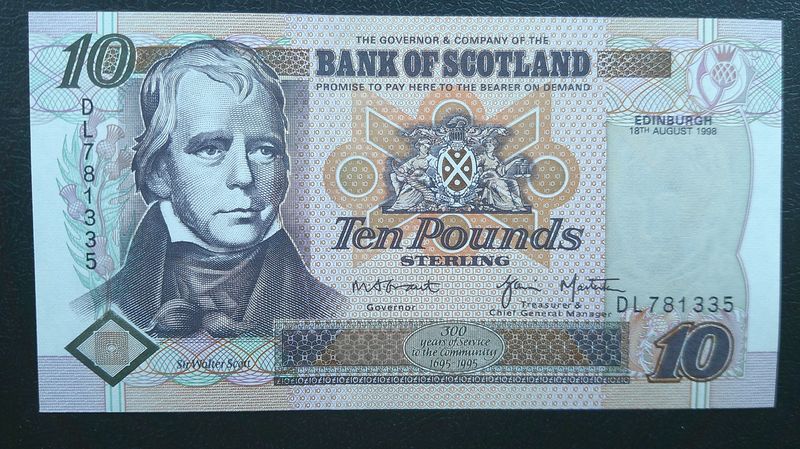 10
THE GOVERNOR & COMPANY OF THE
BANK OF SCOTLAND
PROMISE TO PAY HERE TO THE BEARER ON DEMAND
EDINBURGH
18TH AUGUST 1998
DL781335
Ten Pounds
STERLING
Governor
Treasurer &
Chief General Manager
DL781335
300
years of service
to the community
1695-1995
Sir Walter Scott
10